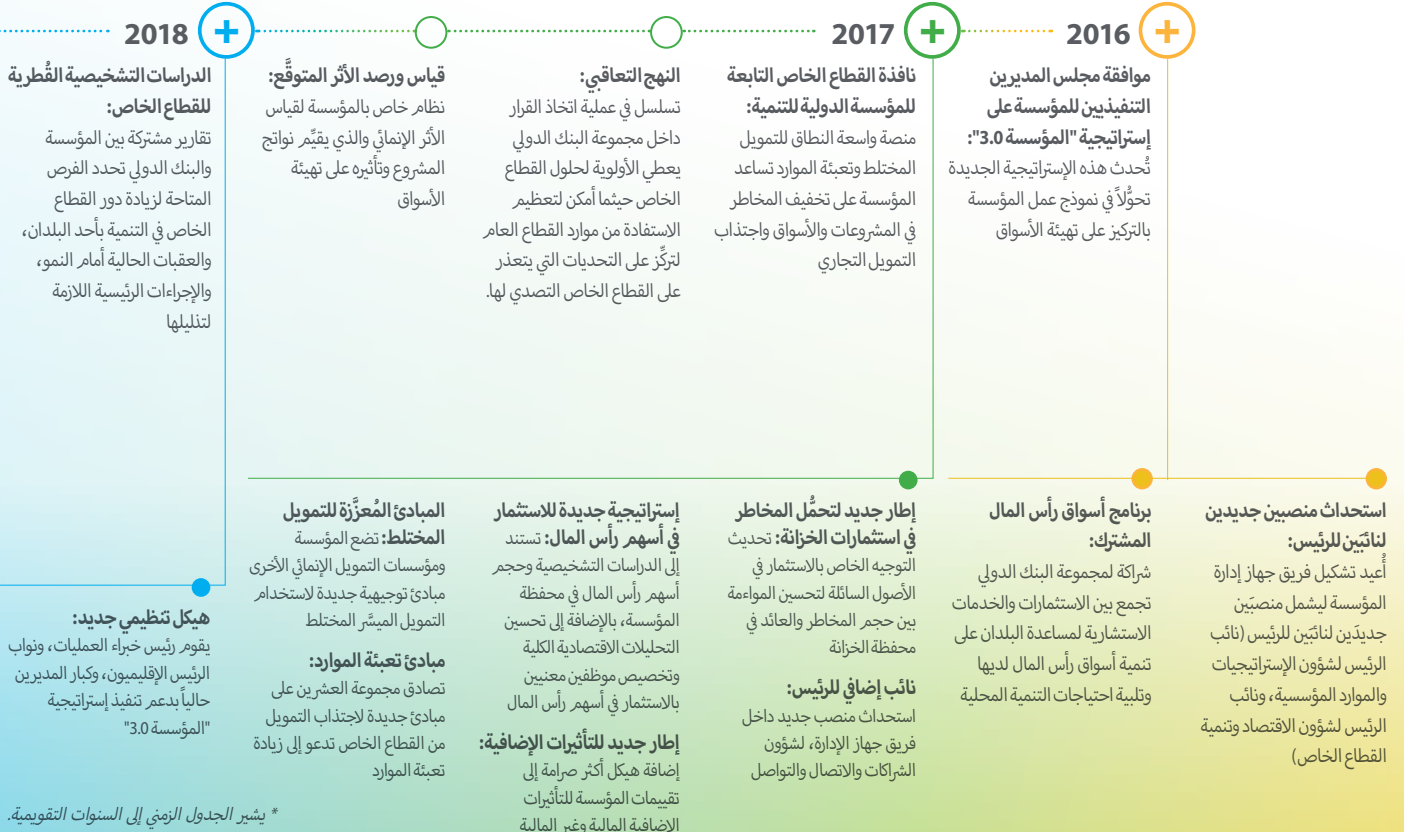 2016
موافقة مجلس المديرين
التنفيذيين للمؤسسة على
إستراتيجية "المؤسسة 3.0":
تُحدث هذه الإستراتيجية الجديدة
تحوُّلاً في نموذج عمل المؤسسة
بالتركيز على تهيئة الأسواق
2017
نافذة القطاع الخاص التابعة
للمؤسسة الدولية للتنمية:
منصة واسعة النطاق للتمويل
المختلط وتعبئة الموارد تساعد
المؤسسة على تخفيف المخاطر
في المشروعات والأسواق واجتذاب
التمويل التجاري
النهج التعاقبي:
تسلسل في عملية اتخاذ القرار
داخل مجموعة البنك الدولي
يعطي الأولوية لحلول القطاع
الخاص حيثما أمكن لتعظيم
الاستفادة من موارد القطاع العام
لتركِّز على التحديات التي يتعذر
على القطاع الخاص التصدي لها.
قياس ورصد الأثر المتوقَّع:
نظام خاص بالمؤسسة لقياس
الأثر الإنمائي والذي يقيِّم نواتج
المشروع وتأثيره على تهيئة
الأسواق
2018
الدراسات التشخيصية القُطرية
للقطاع الخاص:
تقارير مشتركة بين المؤسسة
والبنك الدولي تحدد الفرص
المتاحة لزيادة دور القطاع
الخاص في التنمية بأحد البلدان،
والعقبات الحالية أمام النمو،
والإجراءات الرئيسية اللازمة
لتذليلها
استحداث منصبين جديدين
لنائبَين للرئيس:
أُعيد تشكيل فريق جهاز إدارة
المؤسسة ليشمل منصبَين
جديدَين لنائبَين للرئيس (نائب
الرئيس لشؤون الإستراتيجيات
والموارد المؤسسية، ونائب
الرئيس لشؤون الاقتصاد وتنمية
القطاع الخاص)
برنامج أسواق رأس المال
المشترك:
شراكة لمجموعة البنك الدولي
تجمع بين الاستثمارات والخدمات
الاستشارية لمساعدة البلدان على
تنمية أسواق رأس المال لديها
وتلبية احتياجات التنمية المحلية
إطار جديد لتحمُّل المخاطر
في استثمارات الخزانة: تحديث
التوجيه الخاص بالاستثمار في
الأصول السائلة لتحسين المواءمة
بين حجم المخاطر والعائد في
محفظة الخزانة
نائب إضافي للرئيس:
استحداث منصب جديد داخل
فريق جهاز الإدارة، لشؤون
الشراكات والاتصال والتواصل
إستراتيجية جديدة للاستثمار
في أسهم رأس المال: تستند
إلى الدراسات التشخيصية وحجم
أسهم رأس المال في محفظة
المؤسسة، بالإضافة إلى تحسين
التحليلات الاقتصادية الكلية
وتخصيص موظفين معنيين
بالاستثمار في أسهم رأس المال
إطار جديد للتأثيرات الإضافية:
إضافة هيكل أكثر صرامة إلى
تقييمات المؤسسة للتأثيرات
الإضافية المالية وغير المالية
المبادئ المُعزَّزة للتمويل
المختلط: تضع المؤسسة
ومؤسسات التمويل الإنمائي الأخرى
مبادئ توجيهية جديدة لاستخدام
التمويل الميسَّر المختلط
مبادئ تعبئة الموارد:
تصادق مجموعة العشرين على
مبادئ جديدة لاجتذاب التمويل
من القطاع الخاص تدعو إلى زيادة
تعبئة الموارد
هيكل تنظيمي جديد:
يقوم رئيس خبراء العمليات، ونواب
الرئيس الإقليميون، وكبار المديرين
حالياً بدعم تنفيذ إستراتيجية
"المؤسسة 3.0"
* يشير الجدول الزمني إلى السنوات التقويمية.